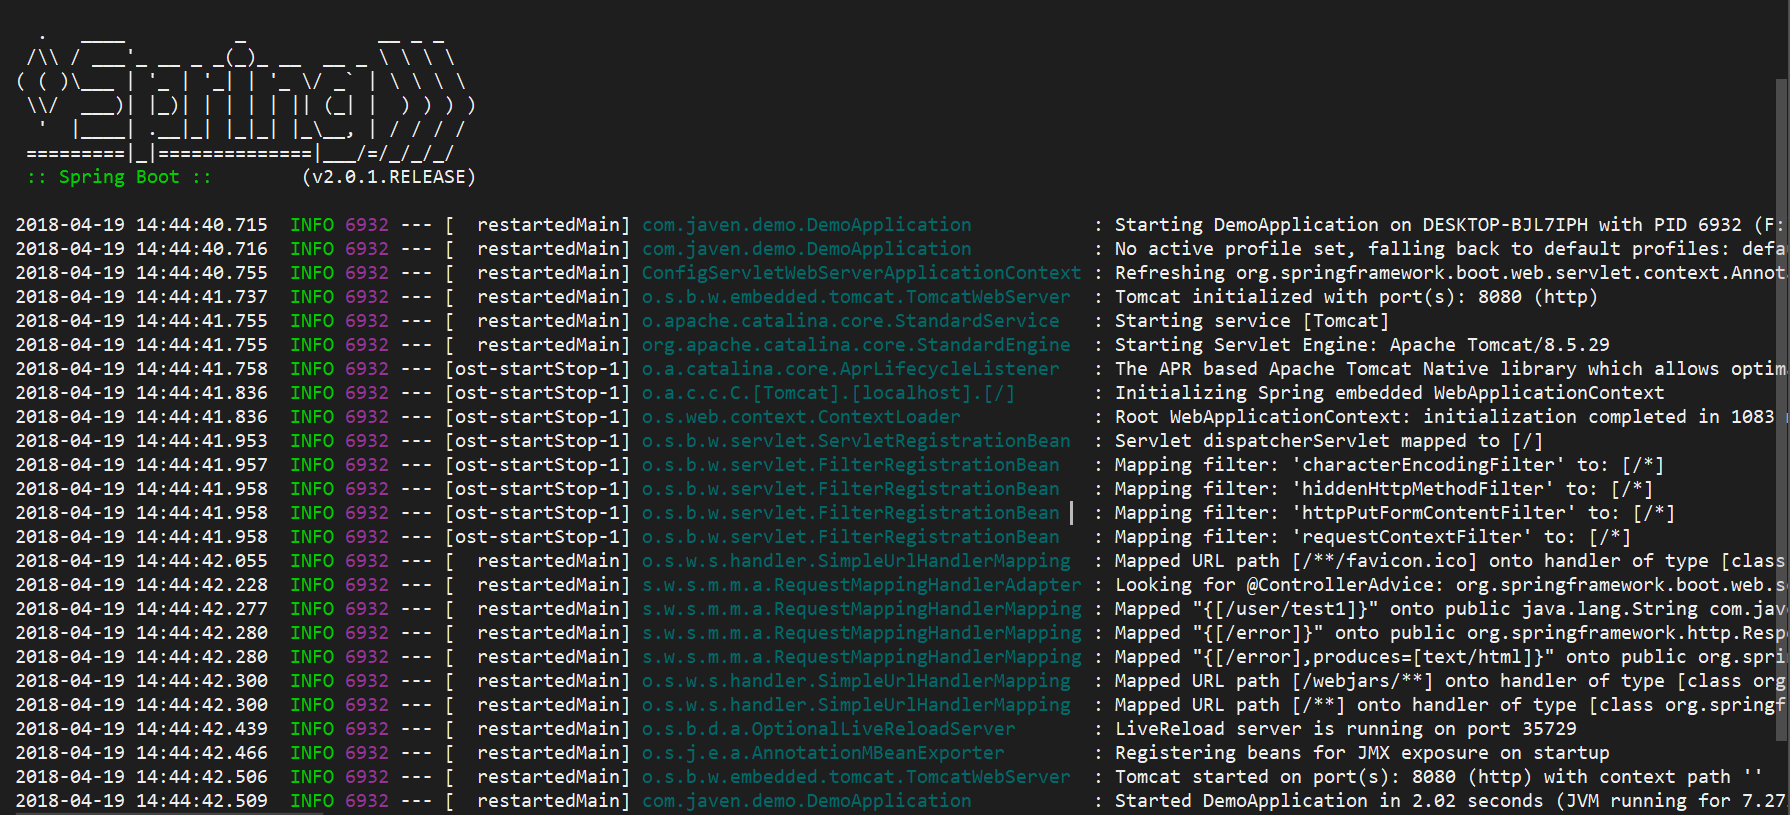 .   ____          _            __ _ _
 /\\ / ___'_ __ _ _(_)_ __  __ _ \ \ \ \
( ( )\___ | '_ | '_| | '_ \/ _` | \ \ \ \
 \\/  ___)| |_)| | | | | || (_| |  ) ) ) )
  '  |____| .__|_| |_|_| |_\__, | / / / /
 =========|_|==============|___/=/_/_/_/
 :: Spring Boot ::        (v2.0.1.RELEASE)
2018-04-19 14:44:40.715  INFO 6932 --- [  restartedMain] com.javen.demo.DemoApplication           : Starting DemoApplication on DESKTOP-BJL7IPH with PID 6932 (F:
2018-04-19 14:44:40.716  INFO 6932 --- [  restartedMain] com.javen.demo.DemoApplication           : No active profile set, falling back to default profiles: defa
2018-04-19 14:44:40.755  INFO 6932 --- [  restartedMain] ConfigServletWebServerApplicationContext : Refreshing org.springframework.boot.web.servlet.context.Annot
2018-04-19 14:44:41.737  INFO 6932 --- [  restartedMain] o.s.b.w.embedded.tomcat.TomcatWebServer  : Tomcat initialized with port(s): 8080 (http)
2018-04-19 14:44:41.755  INFO 6932 --- [  restartedMain] o.apache.catalina.core.StandardService   : Starting service [Tomcat]
2018-04-19 14:44:41.755  INFO 6932 --- [  restartedMain] org.apache.catalina.core.StandardEngine  : Starting Servlet Engine: Apache Tomcat/8.5.29
2018-04-19 14:44:41.758  INFO 6932 --- [ost-startStop-1] o.a.catalina.core.AprLifecycleListener   : The APR based Apache Tomcat Native library which allows optim
2018-04-19 14:44:41.836  INFO 6932 --- [ost-startStop-1] o.a.c.c.C.[Tomcat].[localhost].[/]       : Initializing Spring embedded WebApplicationContext
2018-04-19 14:44:41.836  INFO 6932 --- [ost-startStop-1] o.s.web.context.ContextLoader            : Root WebApplicationContext: initialization completed in 1083
2018-04-19 14:44:41.953  INFO 6932 --- [ost-startStop-1] o.s.b.w.servlet.ServletRegistrationBean  : Servlet dispatcherServlet mapped to [/]
2018-04-19 14:44:41.957  INFO 6932 --- [ost-startStop-1] o.s.b.w.servlet.FilterRegistrationBean   : Mapping filter: 'characterEncodingFilter' to: [/*]
2018-04-19 14:44:41.958  INFO 6932 --- [ost-startStop-1] o.s.b.w.servlet.FilterRegistrationBean   : Mapping filter: 'hiddenHttpMethodFilter' to: [/*]
2018-04-19 14:44:41.958  INFO 6932 --- [ost-startStop-1] o.s.b.w.servlet.FilterRegistrationBean   : Mapping filter: 'httpPutFormContentFilter' to: [/*]
2018-04-19 14:44:41.958  INFO 6932 --- [ost-startStop-1] o.s.b.w.servlet.FilterRegistrationBean   : Mapping filter: 'requestContextFilter' to: [/*]
2018-04-19 14:44:42.055  INFO 6932 --- [  restartedMain] o.s.w.s.handler.SimpleUrlHandlerMapping  : Mapped URL path [/**/favicon.ico] onto handler of type [class
2018-04-19 14:44:42.228  INFO 6932 --- [  restartedMain] s.w.s.m.m.a.RequestMappingHandlerAdapter : Looking for @ControllerAdvice: org.springframework.boot.web.s
2018-04-19 14:44:42.277  INFO 6932 --- [  restartedMain] s.w.s.m.m.a.RequestMappingHandlerMapping : Mapped "{[/user/test1]}" onto public java.lang.String com.jav
2018-04-19 14:44:42.280  INFO 6932 --- [  restartedMain] s.w.s.m.m.a.RequestMappingHandlerMapping : Mapped "{[/error]}" onto public org.springframework.http.Resp
2018-04-19 14:44:42.280  INFO 6932 --- [  restartedMain] s.w.s.m.m.a.RequestMappingHandlerMapping : Mapped "{[/error],produces=[text/html]}" onto public org.spri
2018-04-19 14:44:42.300  INFO 6932 --- [  restartedMain] o.s.w.s.handler.SimpleUrlHandlerMapping  : Mapped URL path [/webjars/**] onto handler of type [class org
2018-04-19 14:44:42.300  INFO 6932 --- [  restartedMain] o.s.w.s.handler.SimpleUrlHandlerMapping  : Mapped URL path [/**] onto handler of type [class org.springf
2018-04-19 14:44:42.439  INFO 6932 --- [  restartedMain] o.s.b.d.a.OptionalLiveReloadServer       : LiveReload server is running on port 35729
2018-04-19 14:44:42.466  INFO 6932 --- [  restartedMain] o.s.j.e.a.AnnotationMBeanExporter        : Registering beans for JMX exposure on startup
2018-04-19 14:44:42.506  INFO 6932 --- [  restartedMain] o.s.b.w.embedded.tomcat.TomcatWebServer  : Tomcat started on port(s): 8080 (http) with context path ''
2018-04-19 14:44:42.509  INFO 6932 --- [  restartedMain] com.javen.demo.DemoApplication           : Started DemoApplication in 2.02 seconds (JVM running for 7.27